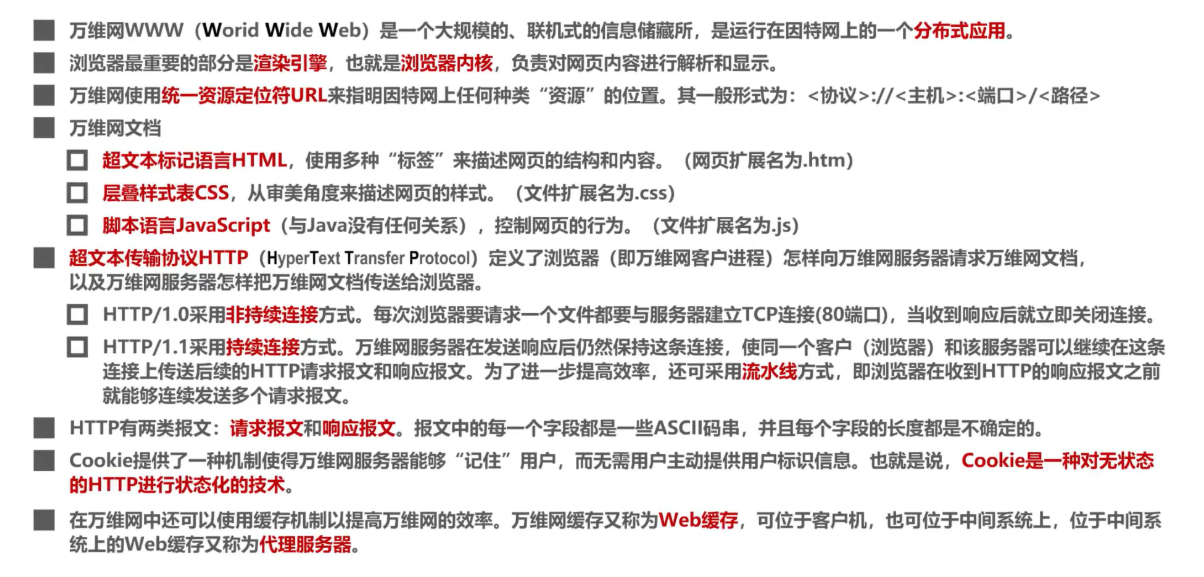 万维网WWW（Worid Wide Web）是一个大规模的、联机式的信息储藏所，是运行在因特网上的一个分布式应用。
浏览器最重要的部分是渲染引擎，也就是浏览器内核，负责对网页内容进行解析和显示。
万维网使用统一资源定位符URL来指明因特网上任何种类“资源”的位置。其一般形式为：<协议>://<主机>:<端口>/<路径>
万维网文档
超文本标记语言HTML，使用多种“标签”来描述网页的结构和内容。（网页扩展名为.htm）
层叠样式表CSS，从审美角度来描述网页的样式。（文件扩展名为.css）
脚本语言JavaScript（与Java没有任何关系），控制网页的行为。（文件扩展名为.js）
超文本传输协议HTTP（HyperText Transfer Protocol）定义了浏览器（即万维网客户进程）怎样向万维网服务器请求万维网文档，
以及万维网服务器怎样把万维网文档传送给浏览器。
HTTP/1.0采用非持续连接方式。每次浏览器要请求一个文件都要与服务器建立TCP连接(80端口)，当收到响应后就立即关闭连接。
HTTP/1.1采用持续连接方式。万维网服务器在发送响应后仍然保持这条连接，使同一个客户（浏览器）和该服务器可以继续在这条
连接上传送后续的HTTP请求报文和响应报文。为了进一步提高效率，还可采用流水线方式，即浏览器在收到HTTP的响应报文之前
就能够连续发送多个请求报文。
HTTP有两类报文：请求报文和响应报文。报文中的每一个字段都是一些ASCII码串，并且每个字段的长度都是不确定的。
Cookie提供了一种机制使得万维网服务器能够“记住”用户，而无需用户主动提供用户标识信息。也就是说，Cookie是一种对无状态
的HTTP进行状态化的技术。
在万维网中还可以使用缓存机制以提高万维网的效率。万维网缓存又称为Web缓存，可位于客户机，也可位于中间系统上，位于中间系
统上的Web缓存又称为代理服务器。